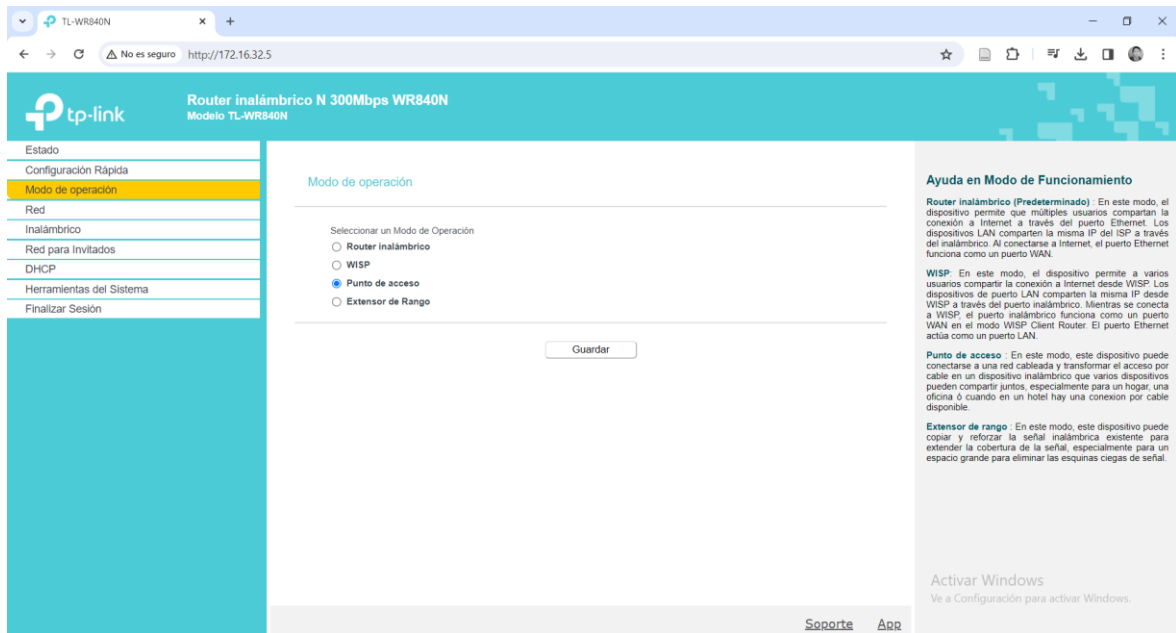 TL-WR840N
No es seguro http://172.16.32.5
tp-link
Router inalámbrico N 300Mbps WR840N
Modelo TL-WR840N
Estado
Configuración Rápida
Modo de operación
Red
Inalámbrico
Red para Invitados
DHCP
Herramientas del Sistema
Finalizar Sesión
Modo de operación
Seleccionar un Modo de Operación
Router inalámbrico
WISP
Punto de acceso
Extensor de Rango
Guardar
Ayuda en Modo de Funcionamiento
Router inalámbrico (Predeterminado) : En este modo, el
dispositivo permite que múltiples usuarios compartan la
conexión a Internet a través del puerto Ethernet. Los
dispositivos LAN comparten la misma IP del ISP a través
del inalámbrico. Al conectarse a Internet, el puerto Ethernet
funciona como un puerto WAN.
WISP: En este modo, el dispositivo permite a varios
usuarios compartir la conexión a Internet desde WISP. Los
dispositivos de puerto LAN comparten la misma IP desde
WISP a través del puerto inalámbrico. Mientras se conecta
a WISP, el puerto inalámbrico funciona como un puerto
WAN en el modo WISP Client Router. El puerto Ethernet
actúa como un puerto LAN.
Punto de acceso : En este modo, este dispositivo puede
conectarse a una red cableada y transformar el acceso por
cable en un dispositivo inalámbrico que varios dispositivos
pueden compartir juntos, especialmente para un hogar, una
oficina ó cuando en un hotel hay una conexion por cable
disponible.
Extensor de rango : En este modo, este dispositivo puede
copiar y reforzar la señal inalámbrica existente para
extender la cobertura de la señal, especialmente para un
espacio grande para eliminar las esquinas ciegas de señal.
Activar Windows
Ve a Configuración para activar Windows.
Soporte App